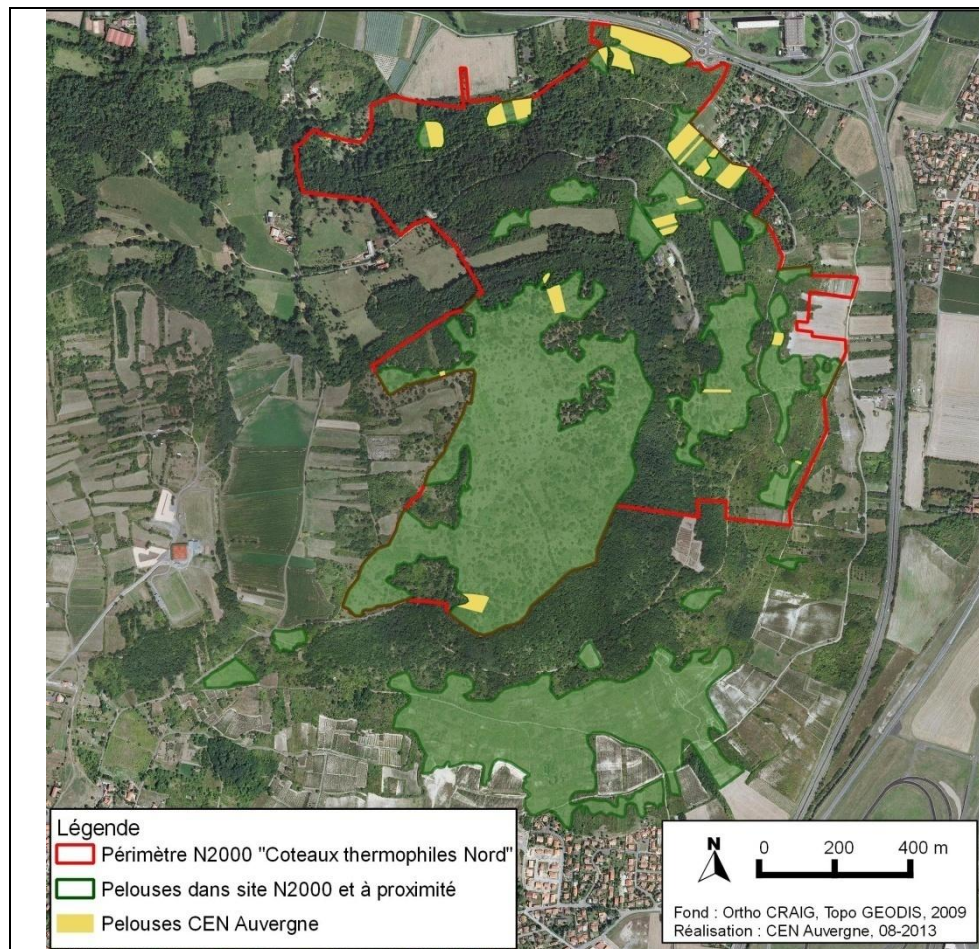 Légende
Périmètre N2000 "Coteaux thermophiles Nord"
Pelouses dans site N2000 et à proximité
Pelouses CEN Auvergne
N
0 200 400 m
Fond : Ortho CRAIG, Topo GEODIS, 2009
Réalisation : CEN Auvergne, 08-2013